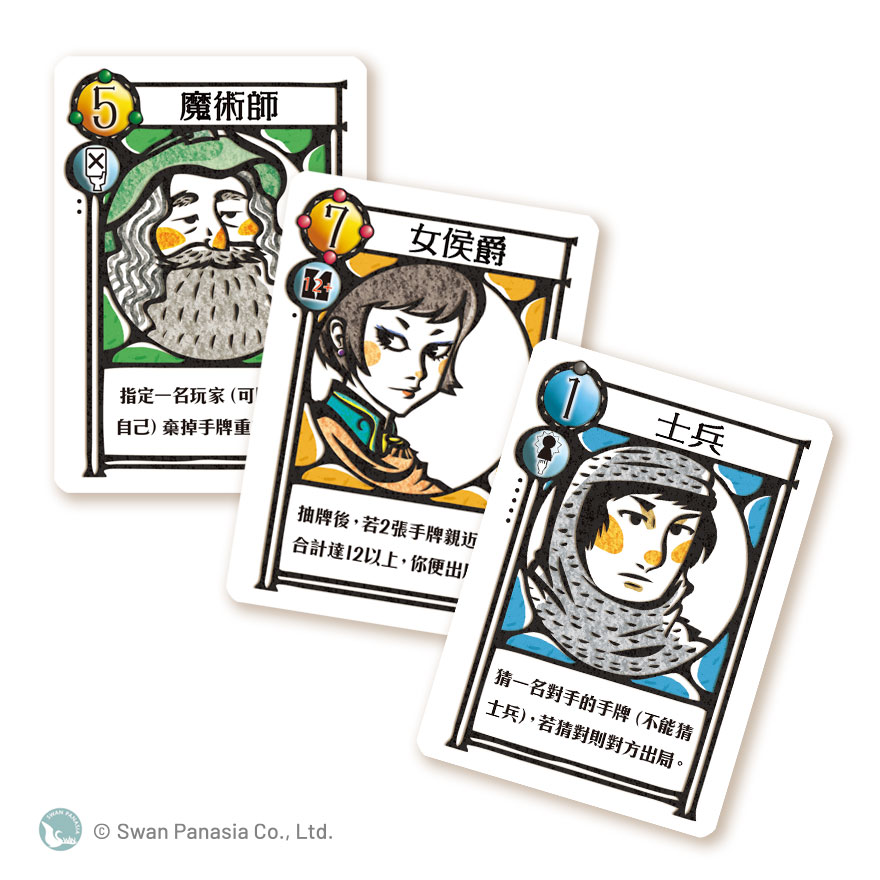 5
魔術師
指定一名玩家(可
自己)棄掉手牌重
7
女侯爵
12+
抽牌後,若2張手牌親近
合計達12以上,你便出
1
士兵
猜一名對手的手牌(不能猜
士兵),若猜對則對方出局。
SWAN PANASIA
© Swan Panasia Co., Ltd.